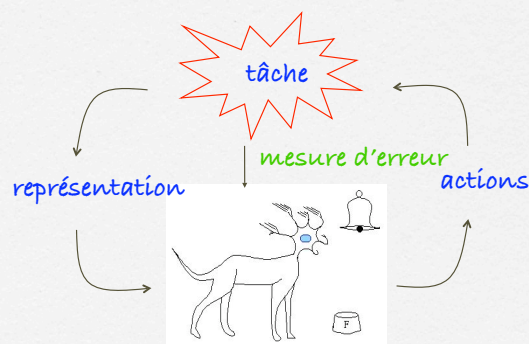 tâche
mesure d'erreur
représentation
actions
F